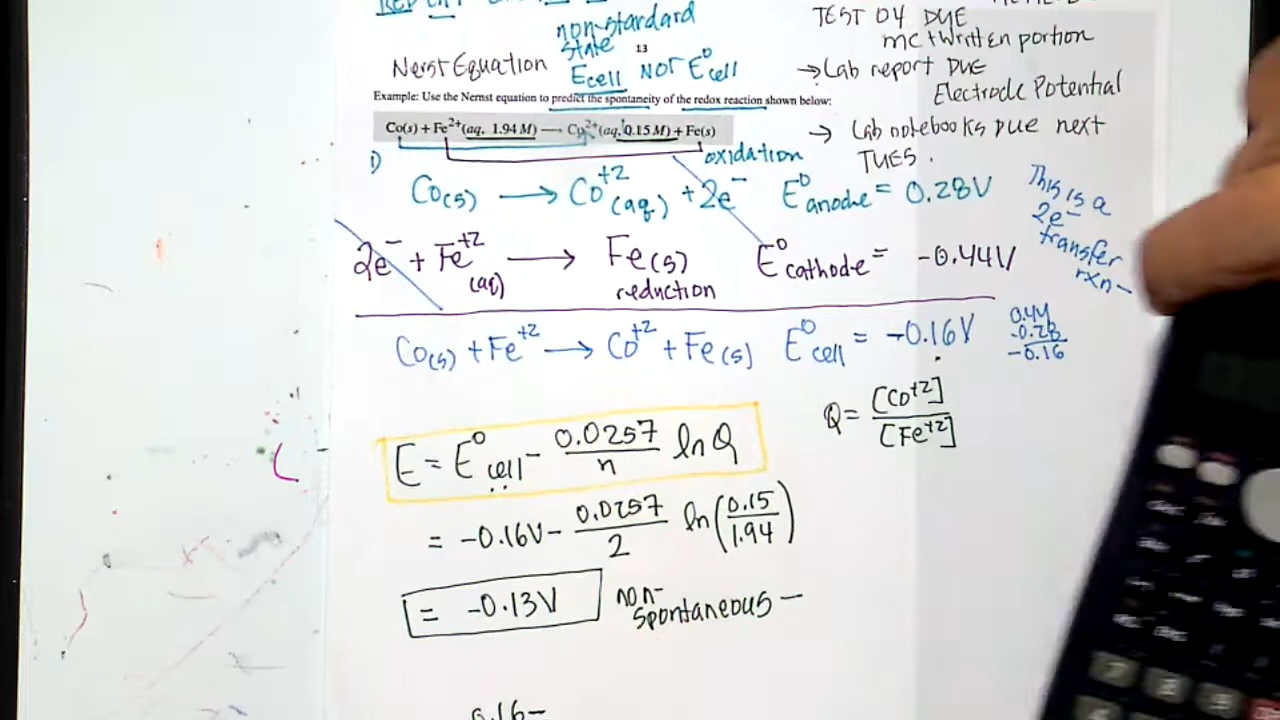 non-standard
state
13
Nerst Equation
Ecell NOT E°cell
Example: Use the Nernst equation to predict the spontaneity of the redox reaction shown below:
Co(s) + Fe²⁺(aq, 1.94 M) → Co²⁺(aq, 0.15 M) + Fe(s)
1)
oxidation
Co(s) → Co⁺²(aq) + 2e⁻ E°anode = 0.28V
2e⁻ + Fe⁺²(aq) → Fe(s) E°cathode = -0.44V
reduction
Co(s) + Fe⁺² → Co⁺² + Fe(s) E°cell = -0.16V
0.44
-0.28
-0.16
E = E°cell - 0.0257/n ln Q
Q = [Co⁺²]/[Fe⁺²]
= -0.16V - 0.0257/2 ln(0.15/1.94)
= -0.13V
non-
spontaneous -
0.16-
TEST 04 DUE
MC + Written portion
→ Lab report DUE
Electrode Potential
→ Lab notebooks Due next
TUES.
This is a
2e⁻
transfer
rxn-